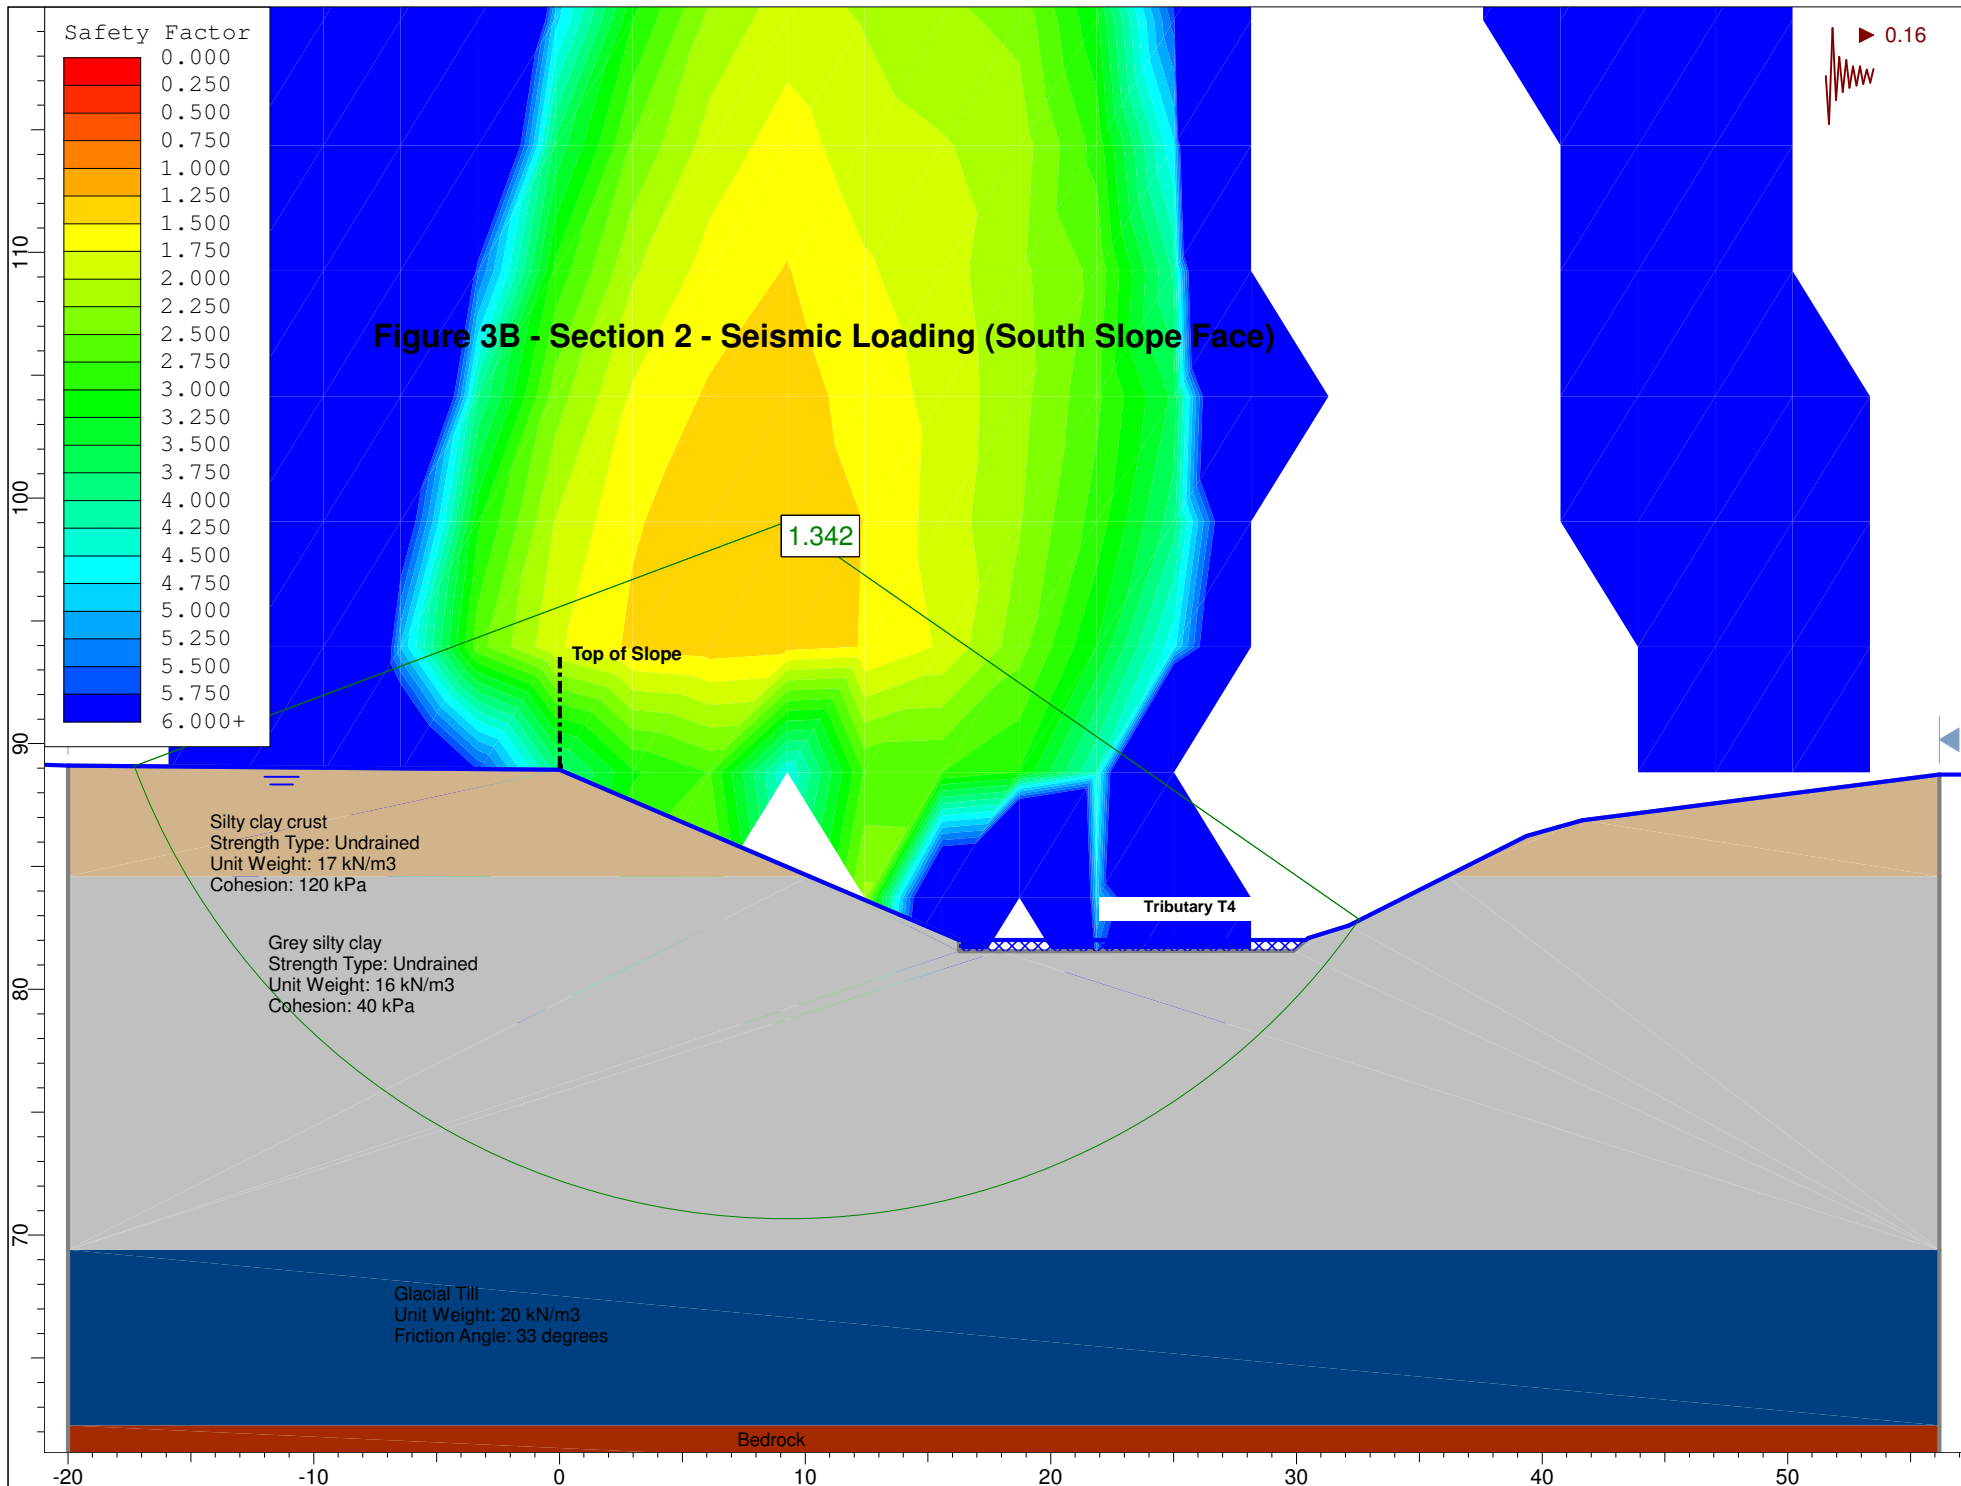 Safety Factor
0.000
0.250
0.500
0.750
1.000
1.250
1.500
1.750
2.000
2.250
2.500
2.750
3.000
3.250
3.500
3.750
4.000
4.250
4.500
4.750
5.000
5.250
5.500
5.750
6.000+
0.16
Figure 3B - Section 2 - Seismic Loading (South Slope Face)
1.342
Top of Slope
Silty clay crust
Strength Type: Undrained
Unit Weight: 17 kN/m3
Cohesion: 120 kPa
Tributary T4
Grey silty clay
Strength Type: Undrained
Unit Weight: 16 kN/m3
Cohesion: 40 kPa
Glacial Till
Unit Weight: 20 kN/m3
Friction Angle: 33 degrees
Bedrock
110
100
90
80
70
-20
-10
0
10
20
30
40
50